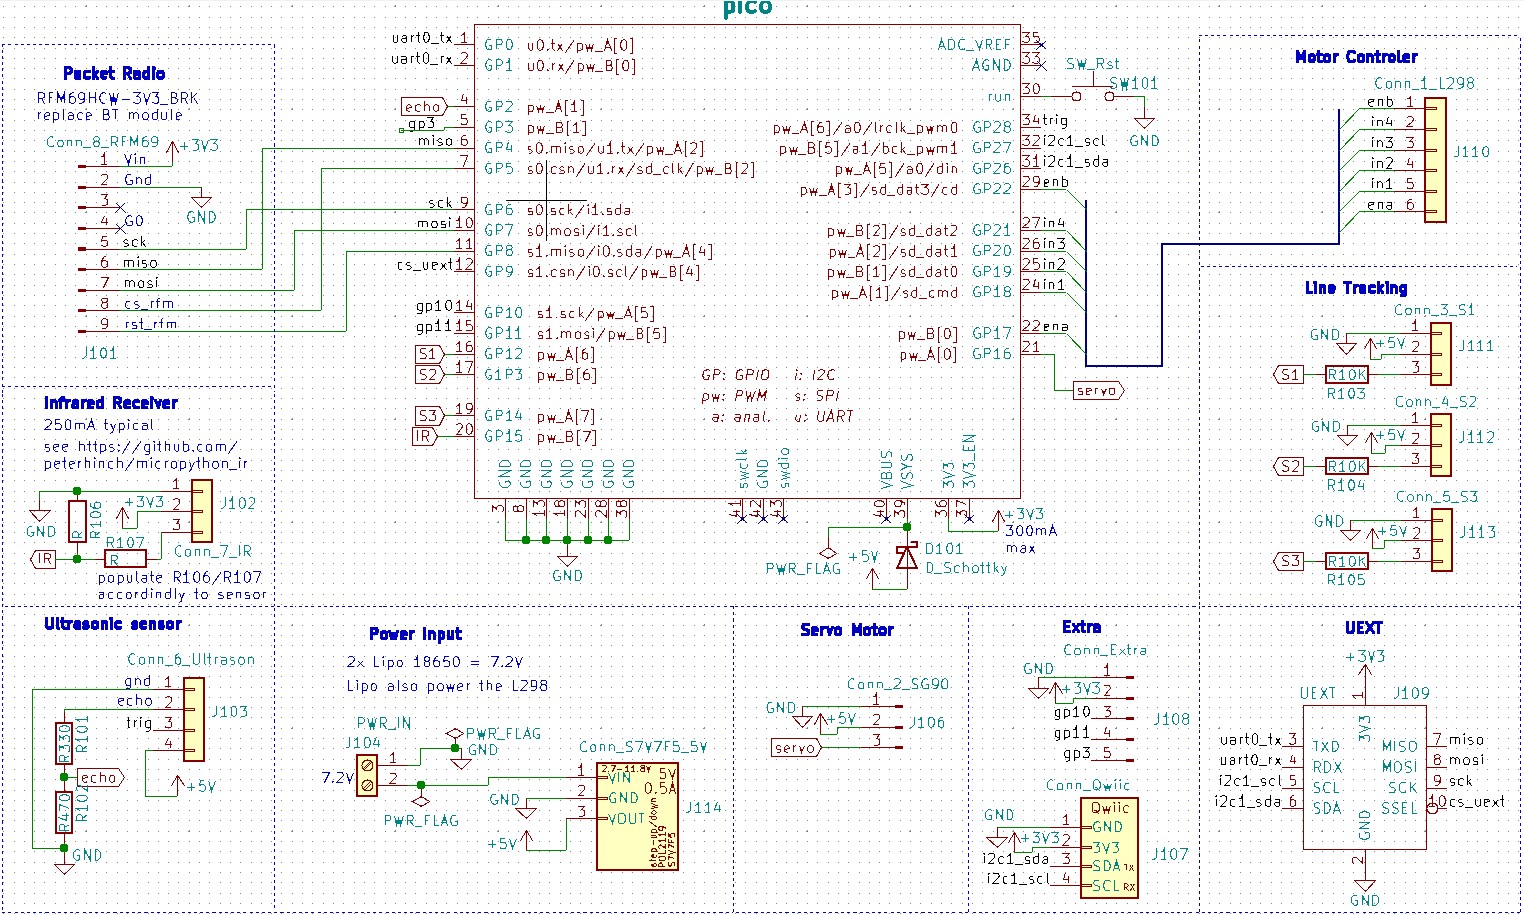 pico
uart0_tx 1 GP0 u0.tx/pw_A[0]
uart0_rx 2 GP1 u0.rx/pw_B[0]
echo 4 GP2 pw_A[1]
gp3 5 GP3 pw_B[1]
miso 6 GP4 s0.miso/u1.tx/pw_A[2]
7 GP5 s0.csn/u1.rx/sd_clk/pw_B[2]
sck 9 GP6 s0.sck/i1.sda
mosi 10 GP7 s0.mosi/i1.scl
11 GP8 s1.miso/i0.sda/pw_A[4]
cs_uext 12 GP9 s1.csn/i0.scl/pw_B[4]
gp10 14 GP10 s1.sck/pw_A[5]
gp11 15 GP11 s1.mosi/pw_B[5]
S1 16 GP12 pw_A[6]
S2 17 G1P3 pw_B[6]
S3 19 GP14 pw_A[7]
IR 20 GP15 pw_B[7]
ADC_VREF 35
AGND 33
run 30
SW_Rst
SW101
GND
pw_A[6]/a0/lrclk_pwm0 GP28 34 trig
pw_B[5]/a1/bck_pwm1 GP27 32 i2c1_scl
pw_A[5]/a0/din GP26 31 i2c1_sda
pw_A[3]/sd_dat3/cd GP22 29 enb
pw_B[2]/sd_dat2 GP21 27 in4
pw_A[2]/sd_dat1 GP20 26 in3
pw_B[1]/sd_dat0 GP19 25 in2
pw_A[1]/sd_cmd GP18 24 in1
pw_B[0] GP17 22 ena
pw_A[0] GP16 21
servo
GP: GPIO i: I2C
pw: PWM s: SPI
a: anal. u: UART
GND GND GND GND GND GND GND
3 8 13 18 23 28 38
GND
swclk GND swdio
41 42 43
VBUS VSYS
40 39
3V3 3V3_EN
36 37
+3V3
300mA
max
PWR_FLAG
+5V
D101
D_Schottky
Packet Radio
RFM69HCW-3V3_BRK
replace BT module
Conn_8_RFM69
+3V3
1 Vin
2 Gnd
GND
3
4 G0
5 sck
6 miso
7 mosi
8 cs_rfm
9 rst_rfm
J101
Infrared Receiver
250mA typical
see https://github.com/
peterhinch/micropython_ir
1
2
3
J102
+3V3
GND
R
R106
R107
R
IR
Conn_7_IR
populate R106/R107
accordindly to sensor
Ultrasonic sensor
Conn_6_Ultrason
gnd 1
echo 2
trig 3
4
J103
R330
R101
echo
R470
R102
+5V
GND
Power Input
2x Lipo 18650 = 7.2V
Lipo also power the L298
PWR_IN
J104
7.2V
1
2
PWR_FLAG
GND
PWR_FLAG
Conn_S7V7F5_5V
2.7-11.8V
1 VIN 5V
0.5A
2 GND
3 VOUT
GND
+5V
J114
step-up/down
POL2119
S7V7F5
Servo Motor
Conn_2_SG90
GND 1
+5V 2
servo 3
J106
Extra
Conn_Extra
GND 1
+3V3 2
gp10 3
gp11 4
gp3 5
J108
Conn_Qwiic
Qwiic
GND 1 GND
+3V3 2 3V3
i2c1_sda 3 SDA TX
i2c1_scl 4 SCL RX
J107
Motor Controler
Conn_1_L298
enb 1
in4 2
in3 3
in2 4
in1 5
ena 6
J110
Line Tracking
Conn_3_S1
GND 1
+5V 2
S1 R10K 3
R103
J111
Conn_4_S2
GND 1
+5V 2
S2 R10K 3
R104
J112
Conn_5_S3
GND 1
+5V 2
S3 R10K 3
R105
J113
UEXT
+3V3
UEXT J109
1
3V3
uart0_tx 3 TXD MISO 7 miso
uart0_rx 4 RDX MOSI 8 mosi
i2c1_scl 5 SCL SCK 9 sck
i2c1_sda 6 SDA SSEL 10 cs_uext
GND
2
GND